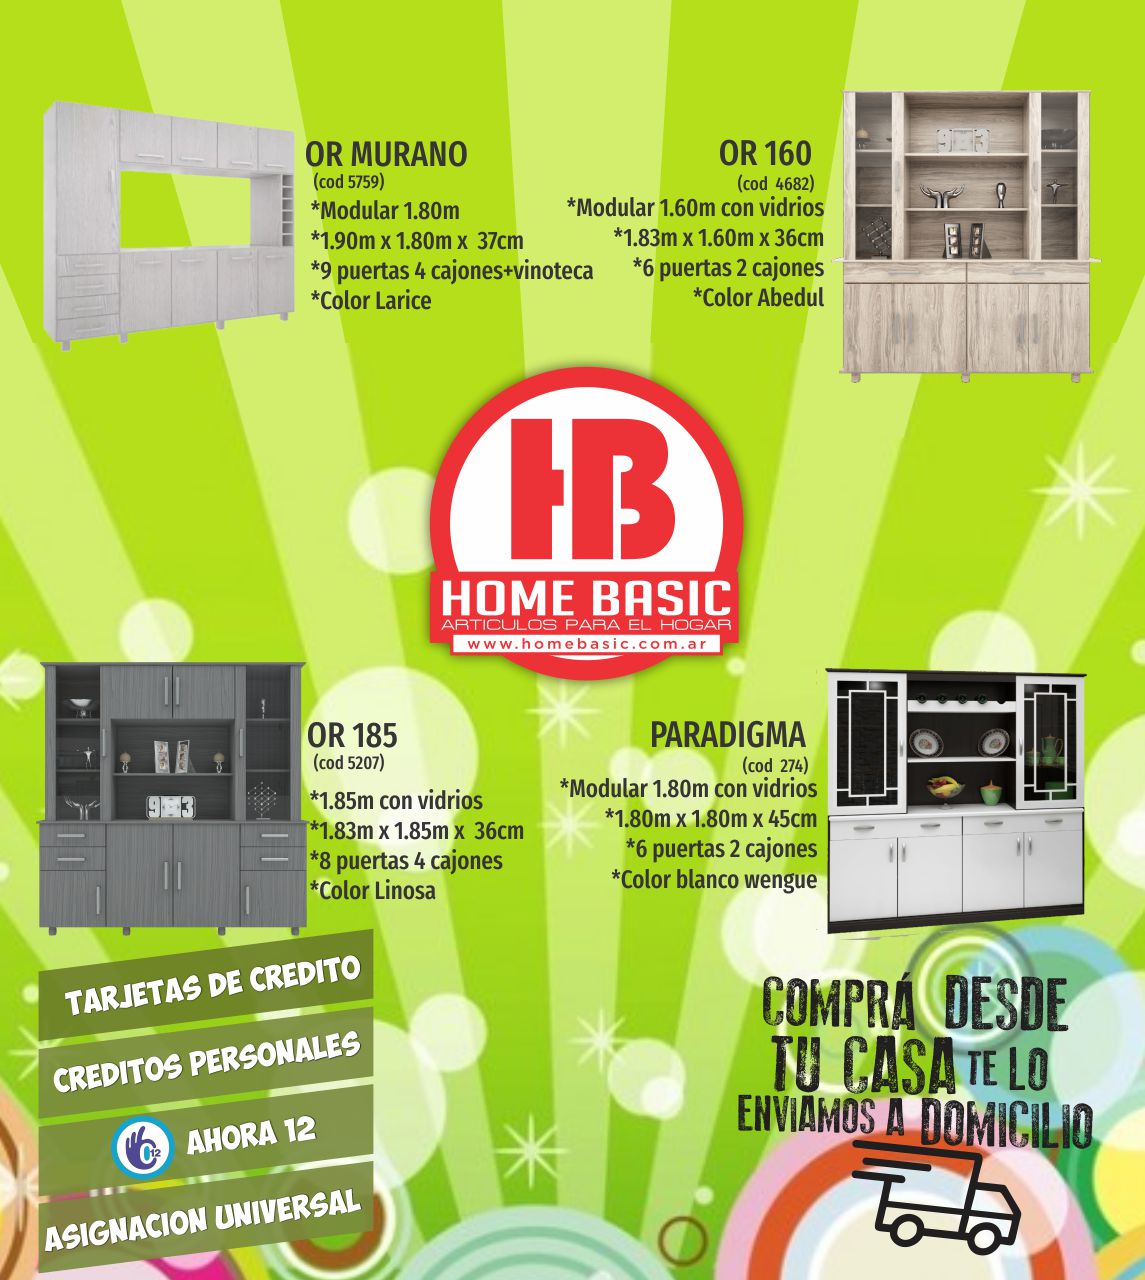 OR MURANO
(cod 5759)
*Modular 1.80m
*1.90m x 1.80m x 37cm
*9 puertas 4 cajones+vinoteca
*Color Larice
OR 160
(cod 4682)
*Modular 1.60m con vidrios
*1.83m x 1.60m x 36cm
*6 puertas 2 cajones
*Color Abedul
HB
HOME BASIC
ARTICULOS PARA EL HOGAR
www.homebasic.com.ar
OR 185
(cod 5207)
*1.85m con vidrios
*1.83m x 1.85m x 36cm
*8 puertas 4 cajones
*Color Linosa
PARADIGMA
(cod 274)
*Modular 1.80m con vidrios
*1.80m x 1.80m x 45cm
*6 puertas 2 cajones
*Color blanco wengue
TARJETAS DE CREDITO
CREDITOS PERSONALES
12 AHORA 12
ASIGNACION UNIVERSAL
COMPRÁ DESDE
TU CASA TE LO
ENVIAMOS A DOMICILIO